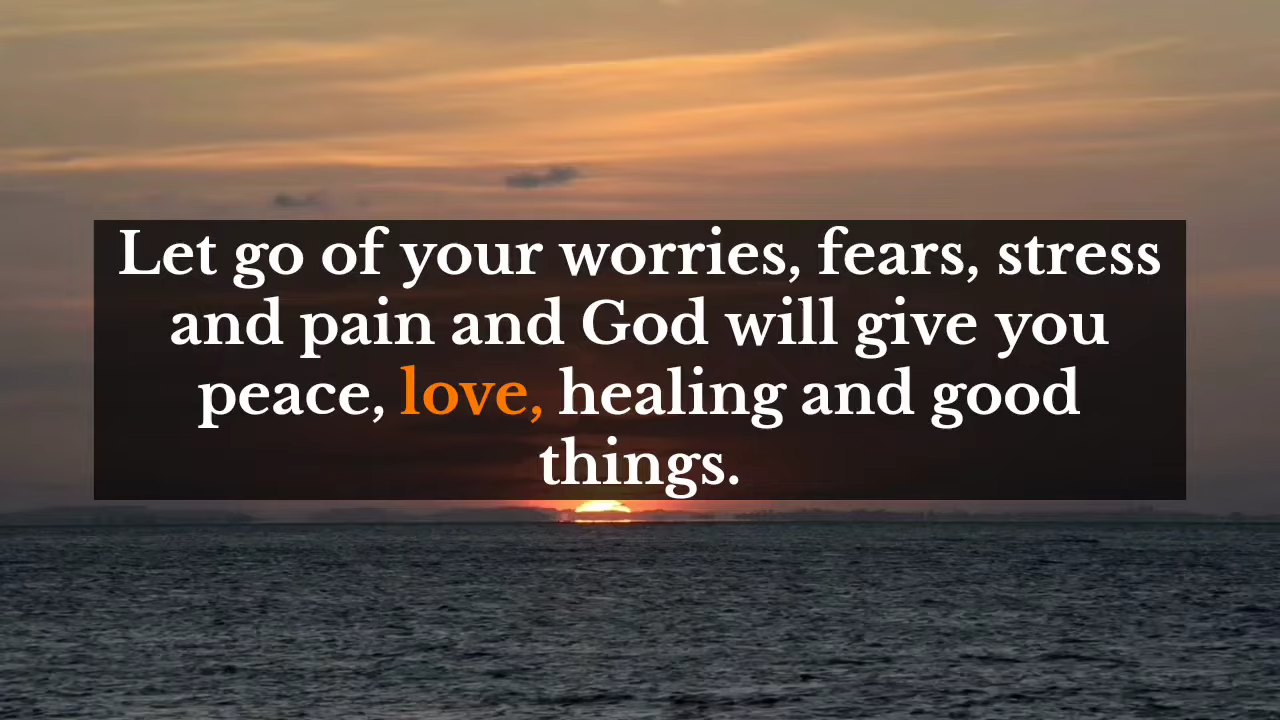 Let go of your worries, fears, stress
and pain and God will give you
peace, love, healing and good
things.